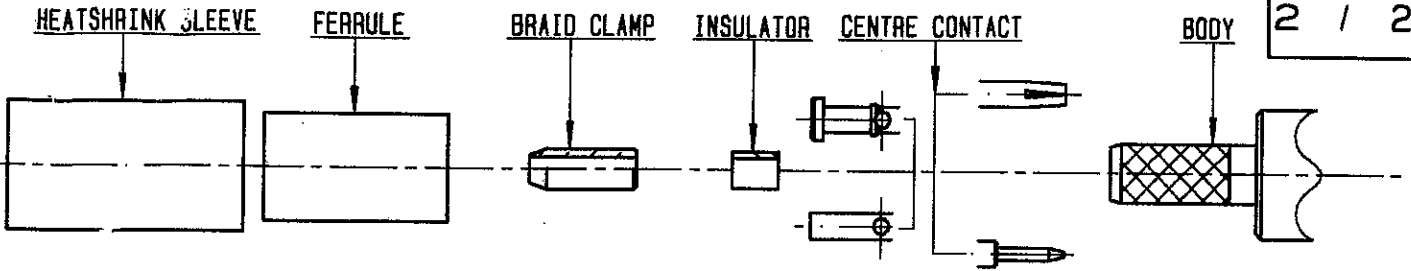 HEATSHRINK SLEEVE
FERRULE
BRAID CLAMP
INSULATOR
CENTRE CONTACT
BODY
2 / 2